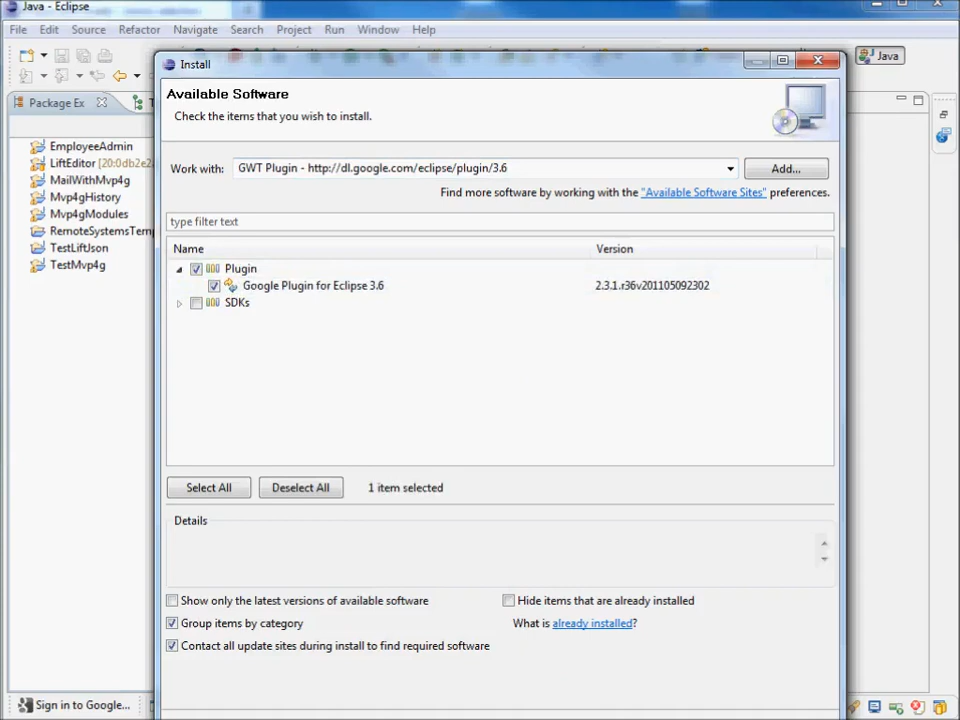 Java - Eclipse
File Edit Source Refactor Navigate Search Project Run Window Help
Install
Java
Package Ex
Available Software
Check the items that you wish to install.
EmployeeAdmin
LiftEditor [20:0db2e2
MailWithMvp4g
Mvp4gHistory
Mvp4gModules
RemoteSystemsTemp
TestLiftJson
TestMvp4g
Work with: GWT Plugin - http://dl.google.com/eclipse/plugin/3.6 Add...
Find more software by working with the "Available Software Sites" preferences.
type filter text
Name Version
Plugin
Google Plugin for Eclipse 3.6 2.3.1.r36v201105092302
SDKs
Select All Deselect All 1 item selected
Details
Show only the latest versions of available software Hide items that are already installed
Group items by category What is already installed?
Contact all update sites during install to find required software
Sign in to Google...